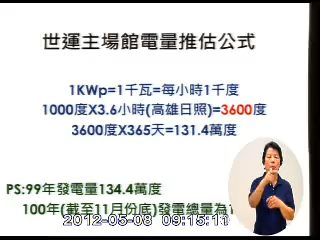 世運主場館電量推估公式
1KWp=1千瓦=每小時1千度
1000度X3.6小時(高雄日照)=3600度
3600度X365天=131.4萬度
PS:99年發電量134.4萬度
100年(截至11月份底)發電總量為
2012-05-08 09:15:11